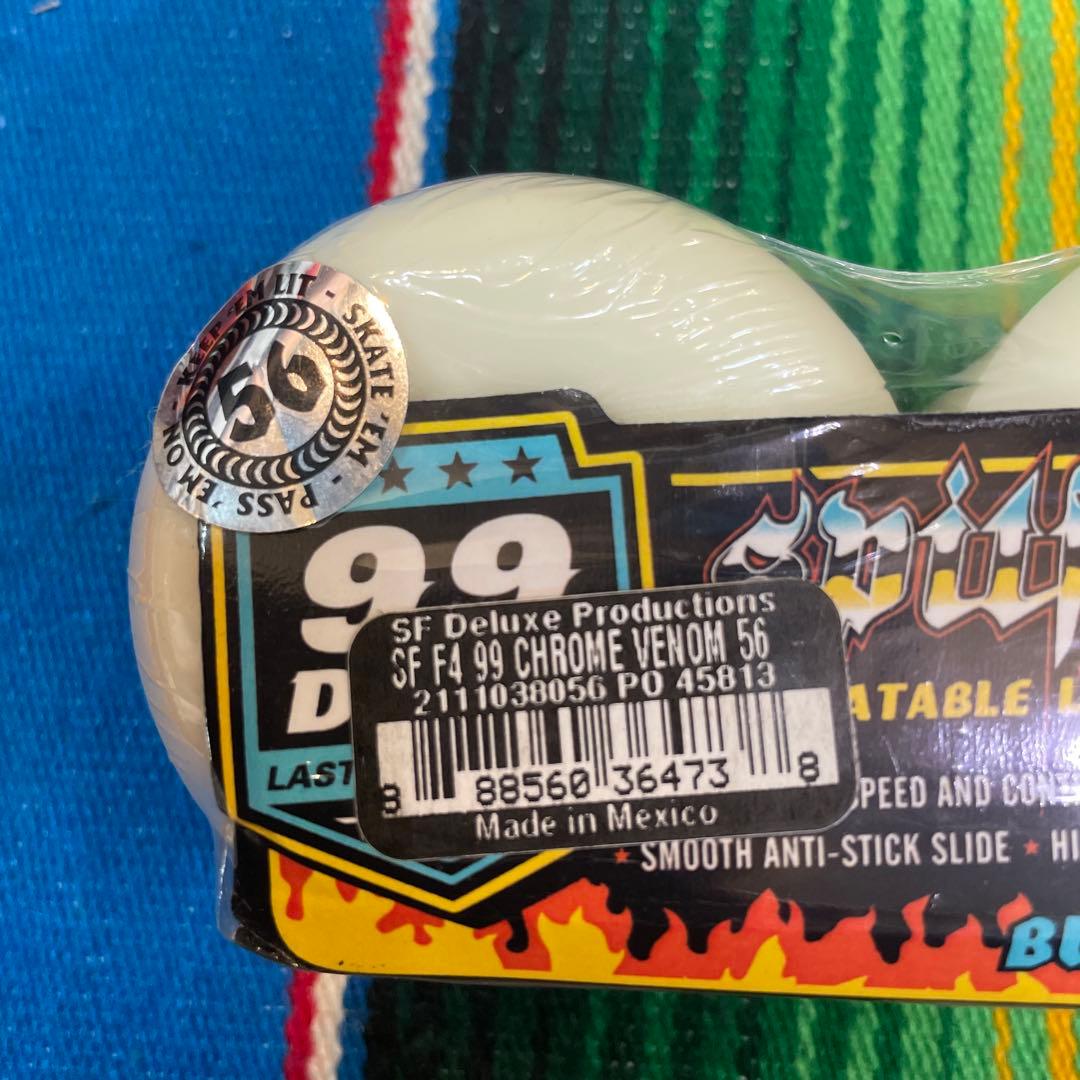 KEEP 'EM LIT - SKATE 'EM - PASS 'EM ON -
56
99
D
LAST
SF Deluxe Productions
SF F4 99 CHROME VENOM 56
2111038056 PO 45813
8 88560 36473 8
Made in Mexico
Spitf
ATABLE
PEED AND CON
★ SMOOTH ANTI-STICK SLIDE ★ HI
BU